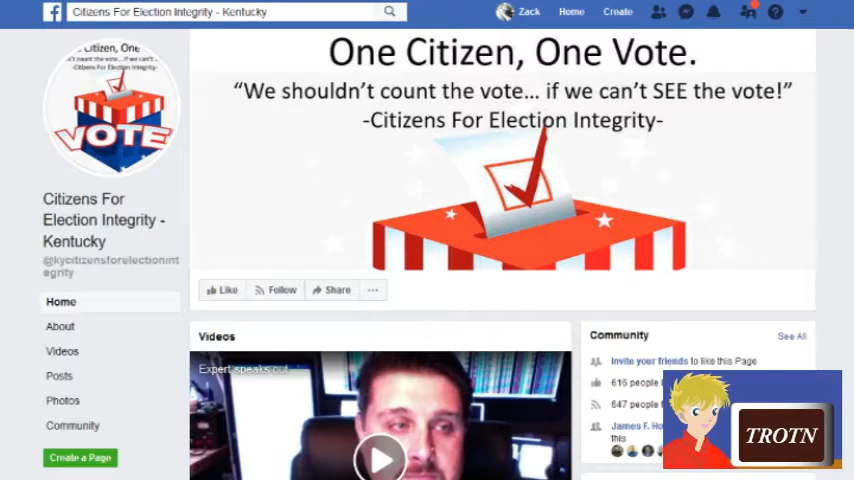 Citizens For Election Integrity - Kentucky
Zack
Home
Create
One Citizen, One Vote.
“We shouldn’t count the vote... if we can’t SEE the vote!”
-Citizens For Election Integrity-
VOTE
Citizens For
Election Integrity -
Kentucky
@kycitizensforelectionint
egrity
Home
About
Videos
Posts
Photos
Community
Create a Page
Like
Follow
Share
Videos
Expert speaks out
Community
See All
Invite your friends to like this Page
615 people
647 people
James F. Ho
this
TROTN